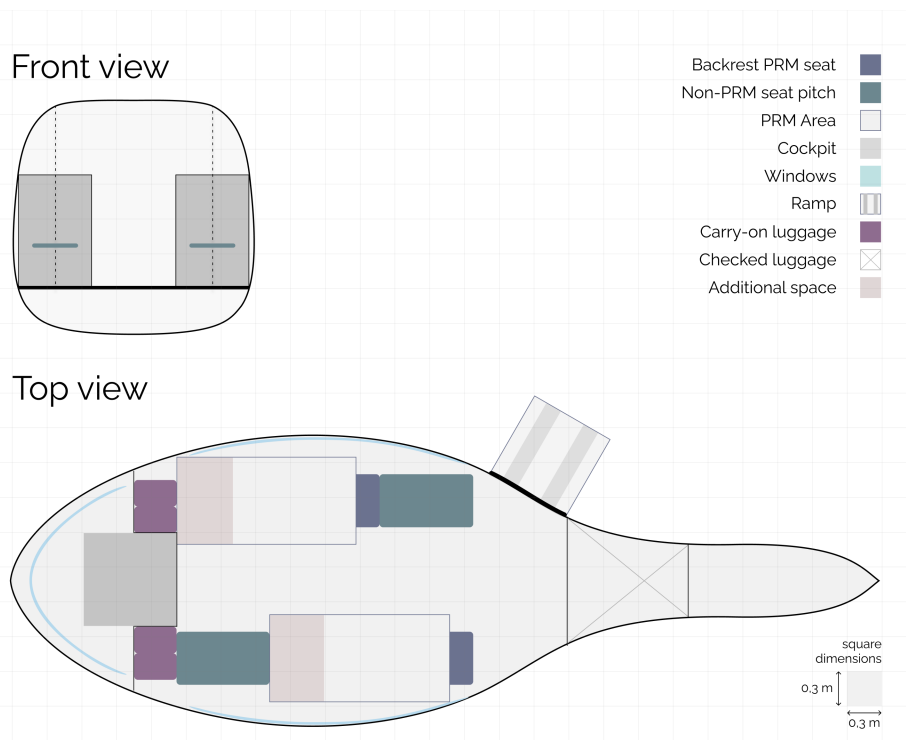 Front view
Backrest PRM seat
Non-PRM seat pitch
PRM Area
Cockpit
Windows
Ramp
Carry-on luggage
Checked luggage
Additional space
Top view
square
dimensions
0,3 m
0,3 m